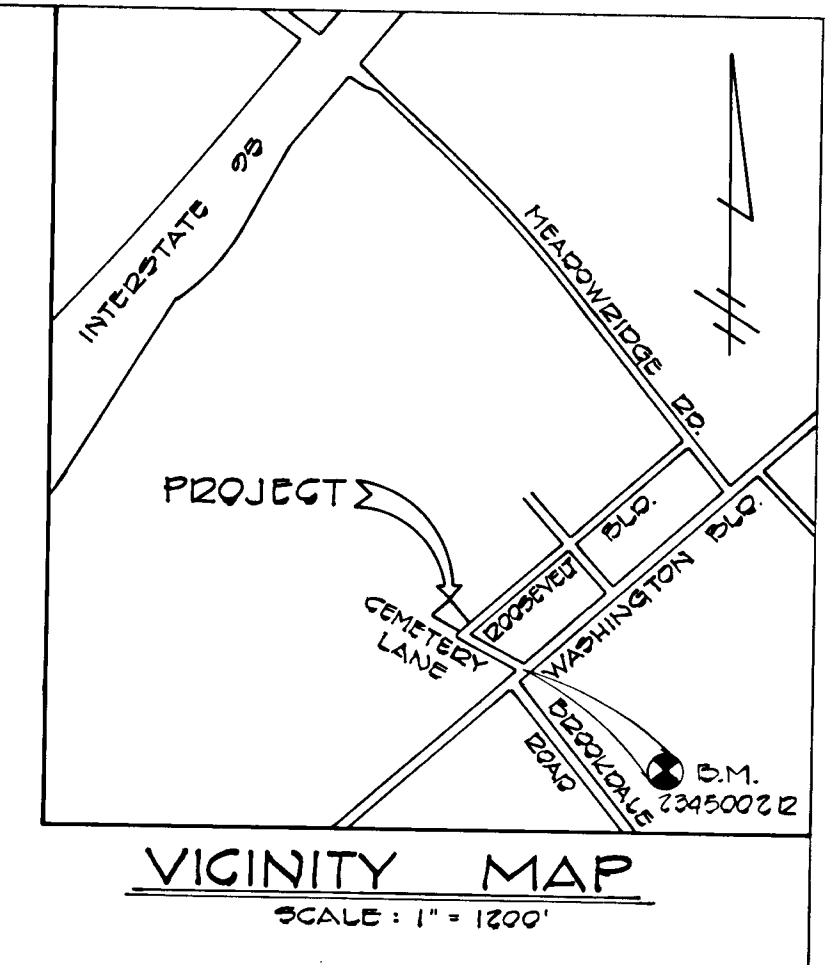 INTERSTATE 95
MEADOWRIDGE RD.
PROJECT
ROOSEVELT BLD.
CEMETERY
LANE
WASHINGTON BLD.
BROOKDALE
ROAD
B.M.
234500212
VICINITY MAP
SCALE : 1" = 1200'